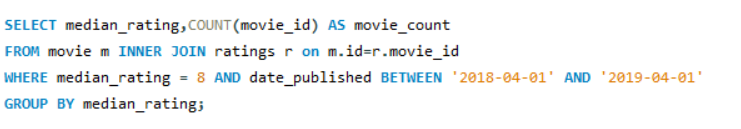 SELECT median_rating,COUNT(movie_id) AS movie_count
FROM movie m INNER JOIN ratings r on m.id=r.movie_id
WHERE median_rating = 8 AND date_published BETWEEN '2018-04-01' AND '2019-04-01'
GROUP BY median_rating;